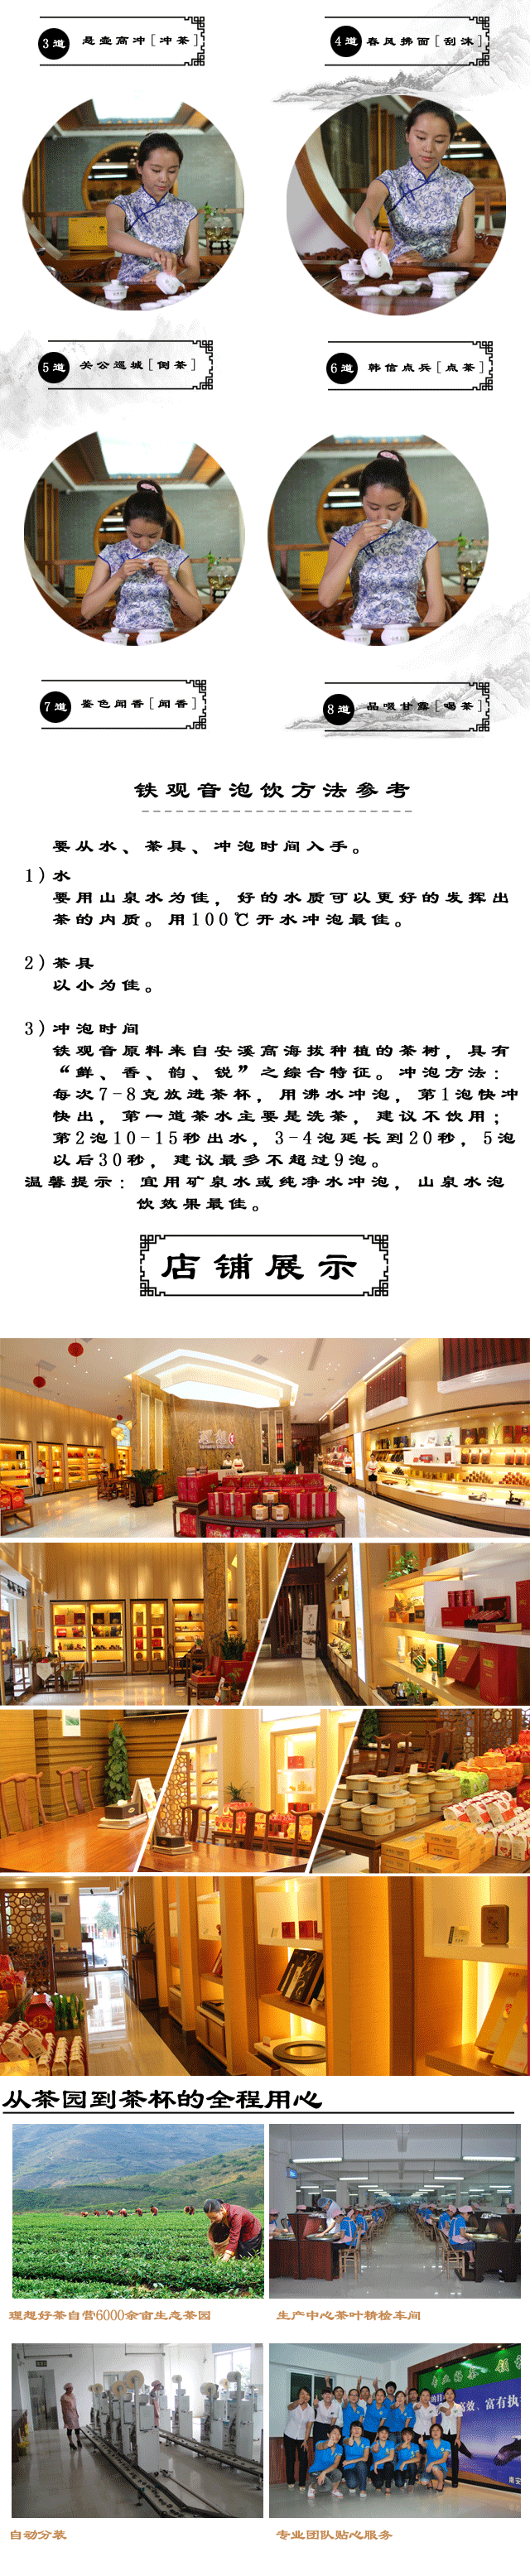 3道 悬壶高冲[冲茶]
4道 春风拂面[刮沫]
5道 关公巡城[倒茶]
6道 韩信点兵[点茶]
7道 鉴色闻香[闻香]
8道 品啜甘露[喝茶]
铁观音泡饮方法参考
要从水、茶具、冲泡时间入手。
1)水
要用山泉水为佳，好的水质可以更好的发挥出
茶的内质。用100℃开水冲泡最佳。
2)茶具
以小为佳。
3)冲泡时间
铁观音原料来自安溪高海拔种植的茶树，具有
“鲜、香、韵、锐”之综合特征。冲泡方法：
每次7-8克放进茶杯，用沸水冲泡，第1泡快冲
快出，第一道茶水主要是洗茶，建议不饮用；
第2泡10-15秒出水，3-4泡延长到20秒，5泡
以后30秒，建议最多不超过9泡。
温馨提示：宜用矿泉水或纯净水冲泡，山泉水泡
饮效果最佳。
店铺展示
从茶园到茶杯的全程用心
理想好茶自营6000余亩生态茶园
生产中心茶叶精检车间
自动分装
专业团队贴心服务